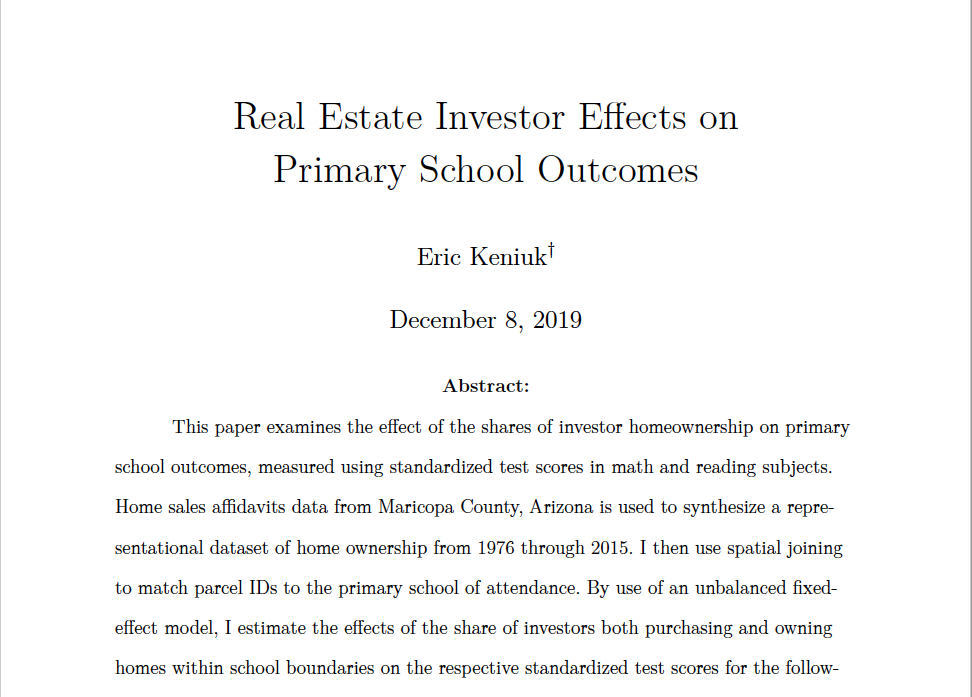 Real Estate Investor Effects on
Primary School Outcomes
Eric Keniuk†
December 8, 2019
Abstract:
This paper examines the effect of the shares of investor homeownership on primary
school outcomes, measured using standardized test scores in math and reading subjects.
Home sales affidavits data from Maricopa County, Arizona is used to synthesize a repre-
sentational dataset of home ownership from 1976 through 2015. I then use spatial joining
to match parcel IDs to the primary school of attendance. By use of an unbalanced fixed-
effect model, I estimate the effects of the share of investors both purchasing and owning
homes within school boundaries on the respective standardized test scores for the follow-